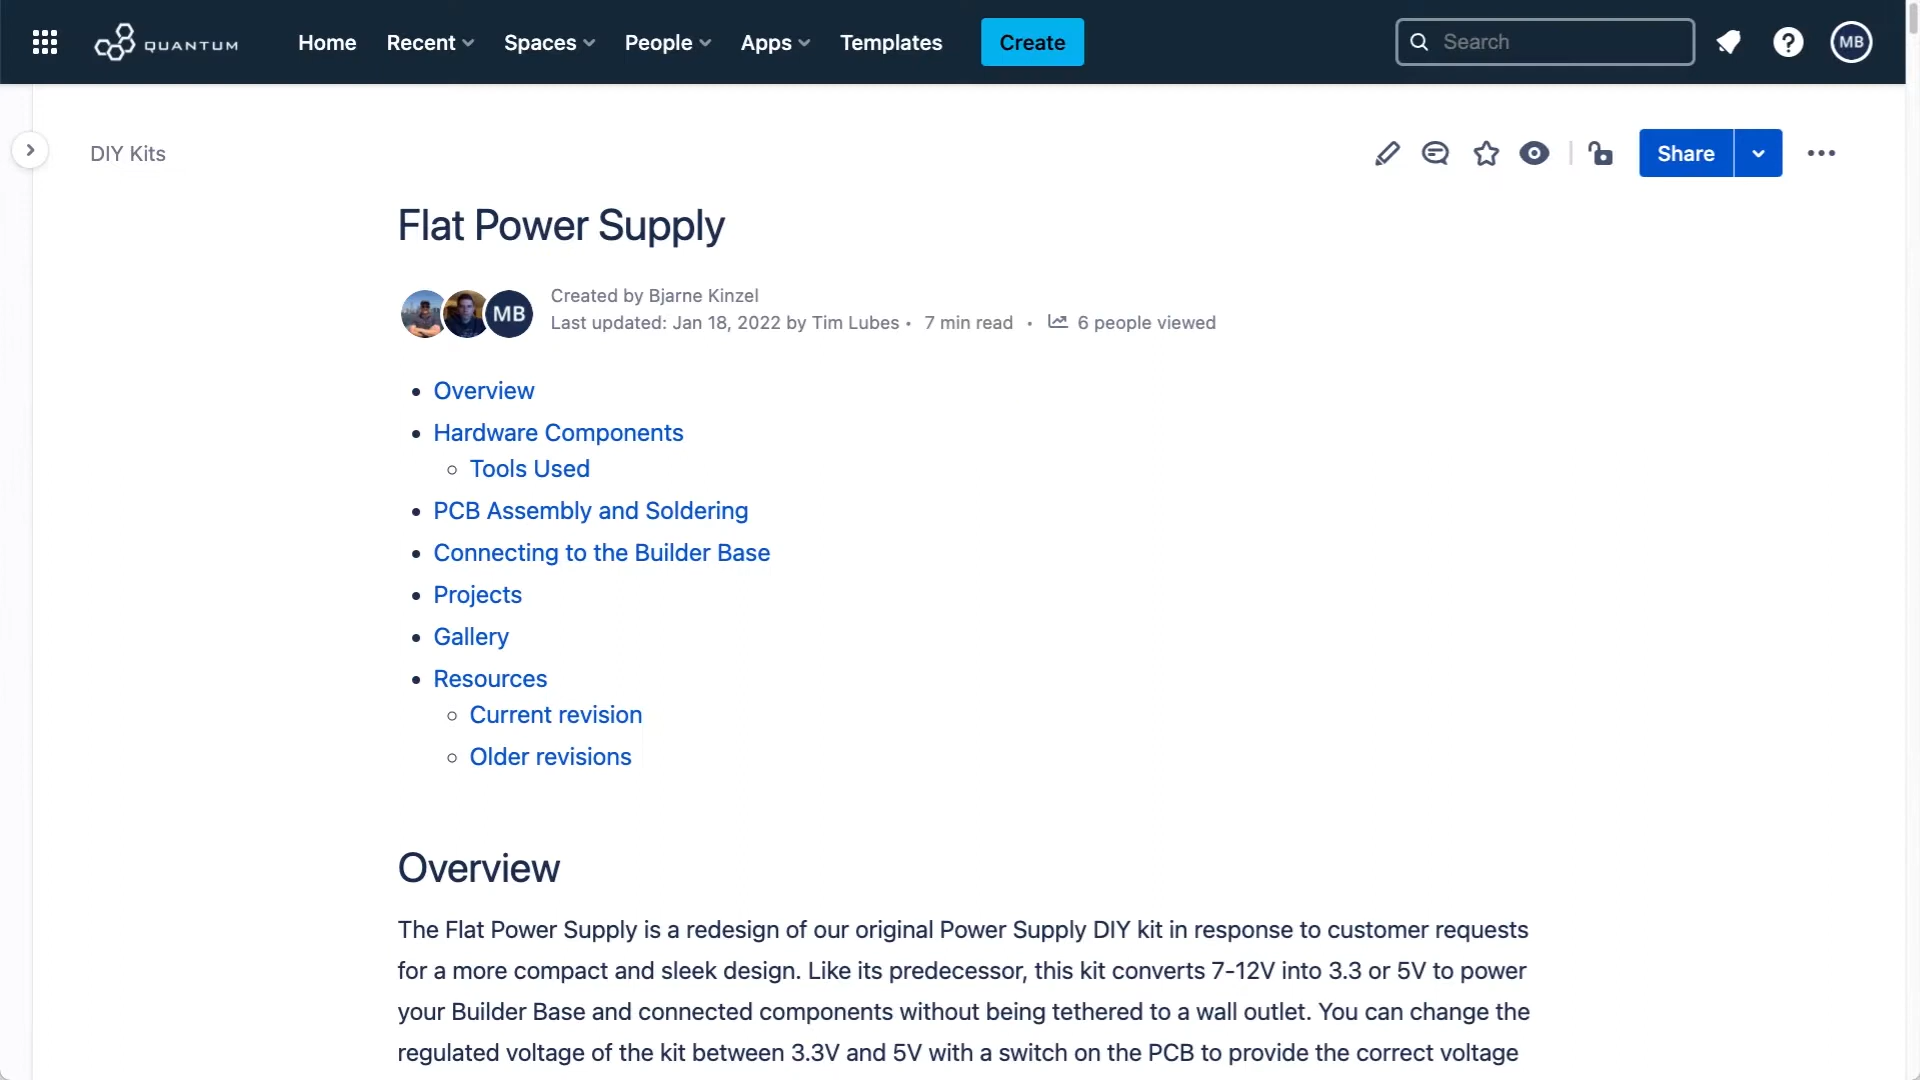 QUANTUM Home Recent Spaces People Apps Templates Create Search ? MB
DIY Kits Share
Flat Power Supply
MB
Created by Bjarne Kinzel
Last updated: Jan 18, 2022 by Tim Lubes • 7 min read • 6 people viewed
• Overview
• Hardware Components
◦ Tools Used
• PCB Assembly and Soldering
• Connecting to the Builder Base
• Projects
• Gallery
• Resources
◦ Current revision
◦ Older revisions
Overview
The Flat Power Supply is a redesign of our original Power Supply DIY kit in response to customer requests
for a more compact and sleek design. Like its predecessor, this kit converts 7-12V into 3.3 or 5V to power
your Builder Base and connected components without being tethered to a wall outlet. You can change the
regulated voltage of the kit between 3.3V and 5V with a switch on the PCB to provide the correct voltage